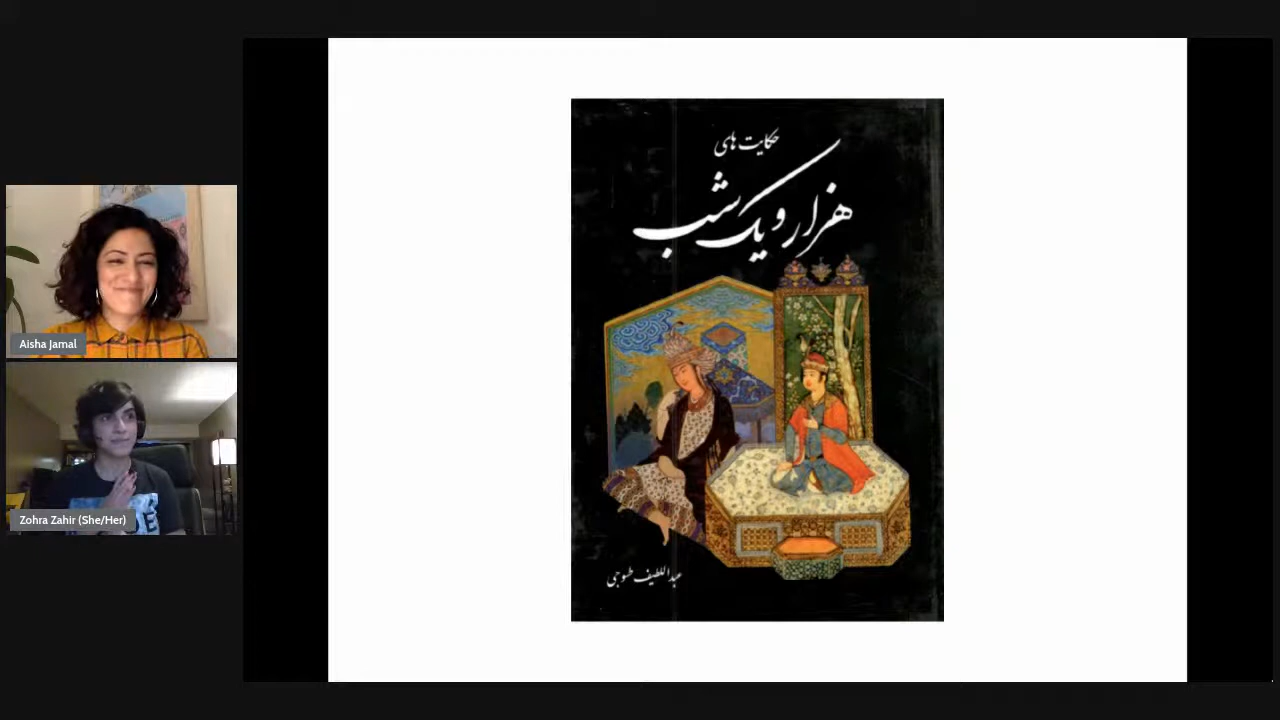 حکایت های
هزار و یک شب
عبداللطیف طسوجی
Aisha Jamal
Zohra Zahir (She/Her)